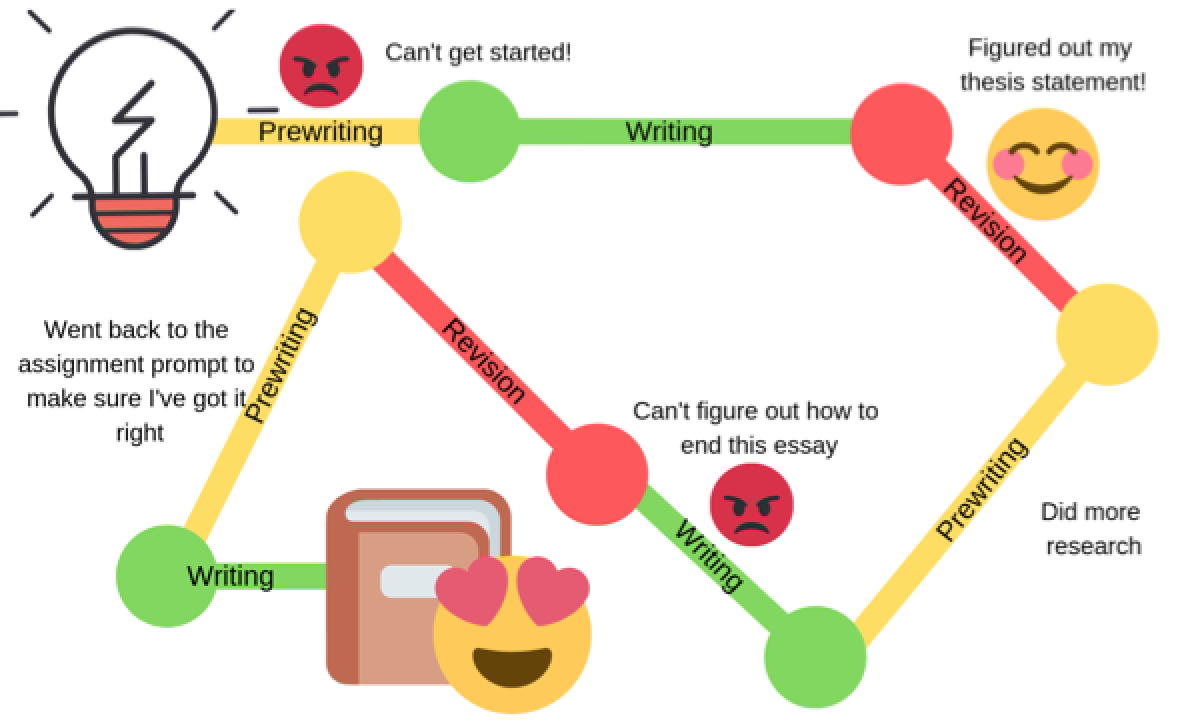 Can't get started!
Prewriting
Writing
Figured out my
thesis statement!
Revision
Prewriting
Did more
research
Writing
Can't figure out how to
end this essay
Revision
Prewriting
Went back to the
assignment prompt to
make sure I've got it
right
Writing